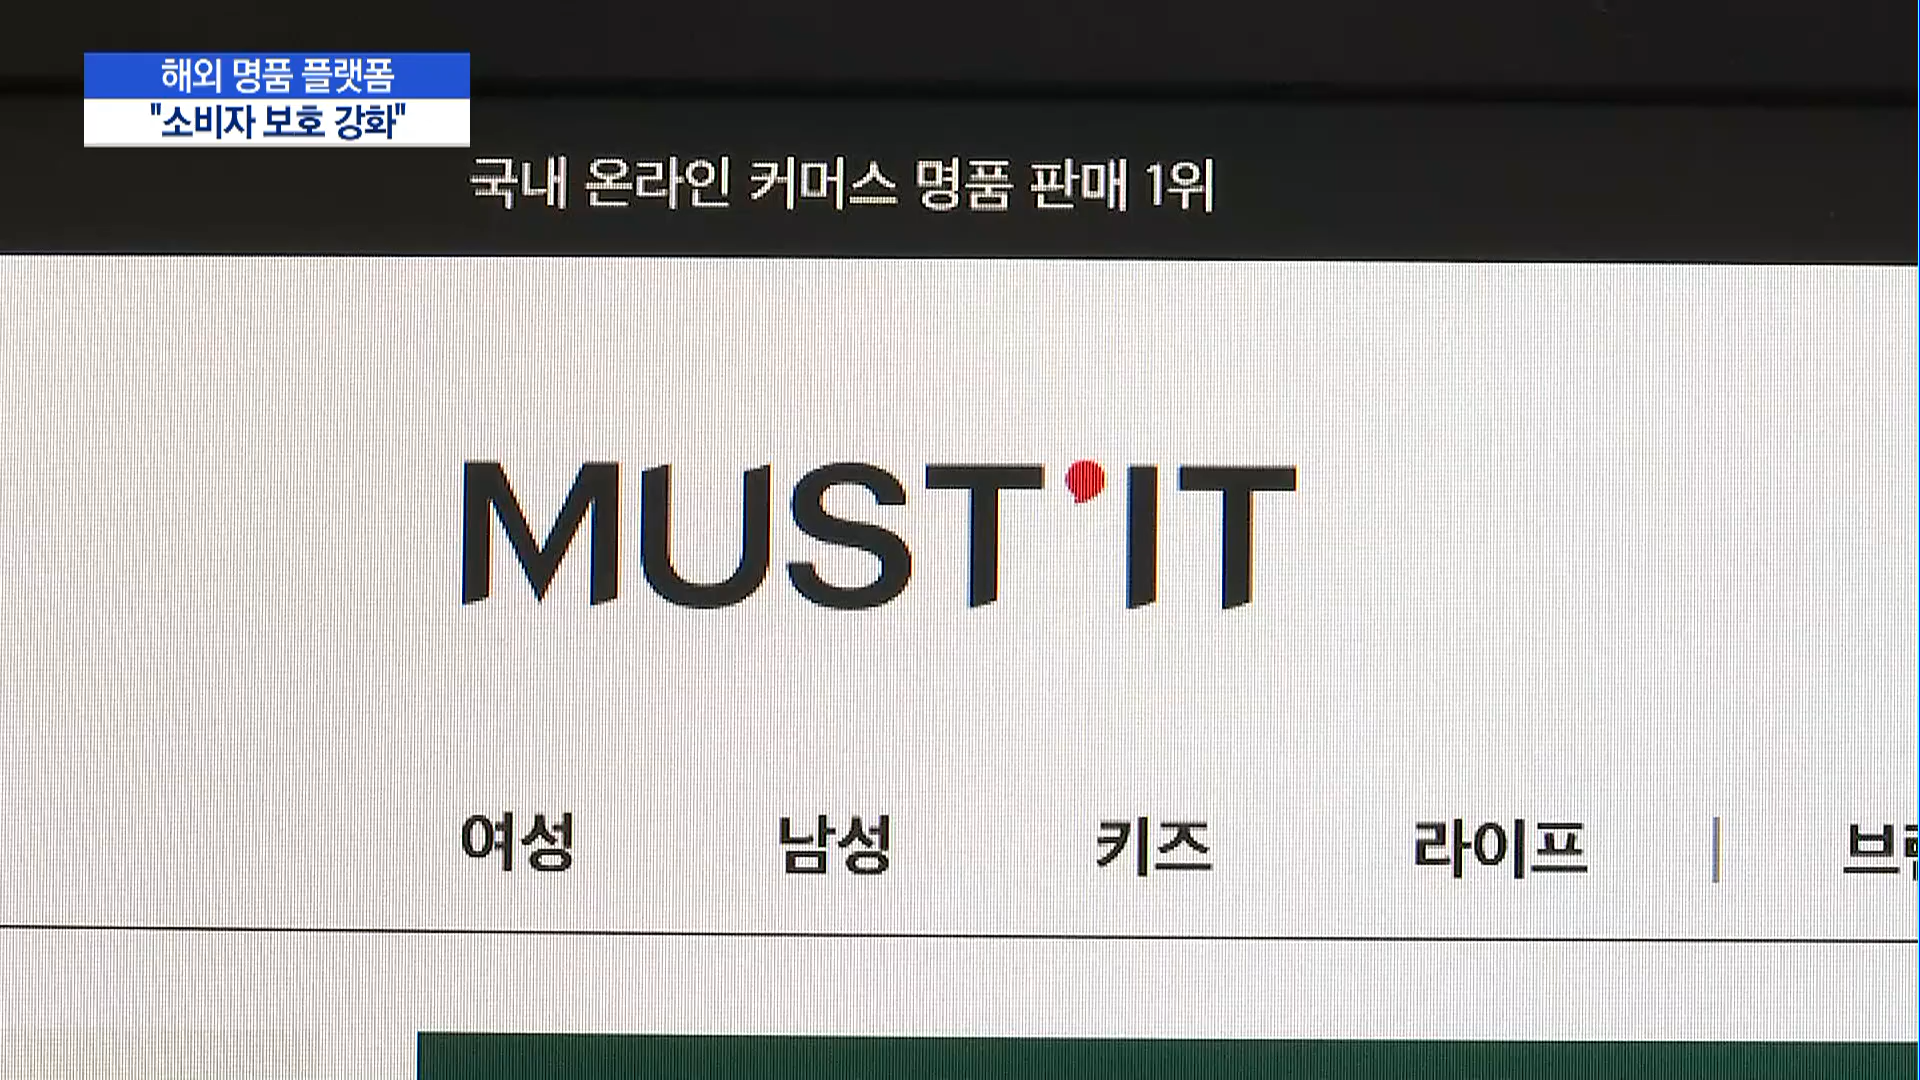 해외 명품 플랫폼
"소비자 보호 강화"
국내 온라인 커머스 명품 판매 1위
MUST'IT
여성 남성 키즈 라이프 |